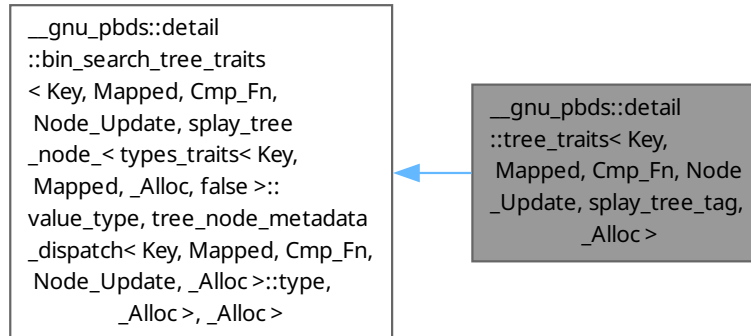 __gnu_pbds::detail
::bin_search_tree_traits
< Key, Mapped, Cmp_Fn,
Node_Update, splay_tree
_node_< types_traits< Key,
Mapped, _Alloc, false >::
value_type, tree_node_metadata
_dispatch< Key, Mapped, Cmp_Fn,
Node_Update, _Alloc >::type,
_Alloc >, _Alloc >
__gnu_pbds::detail
::tree_traits< Key,
Mapped, Cmp_Fn, Node
_Update, splay_tree_tag,
_Alloc >